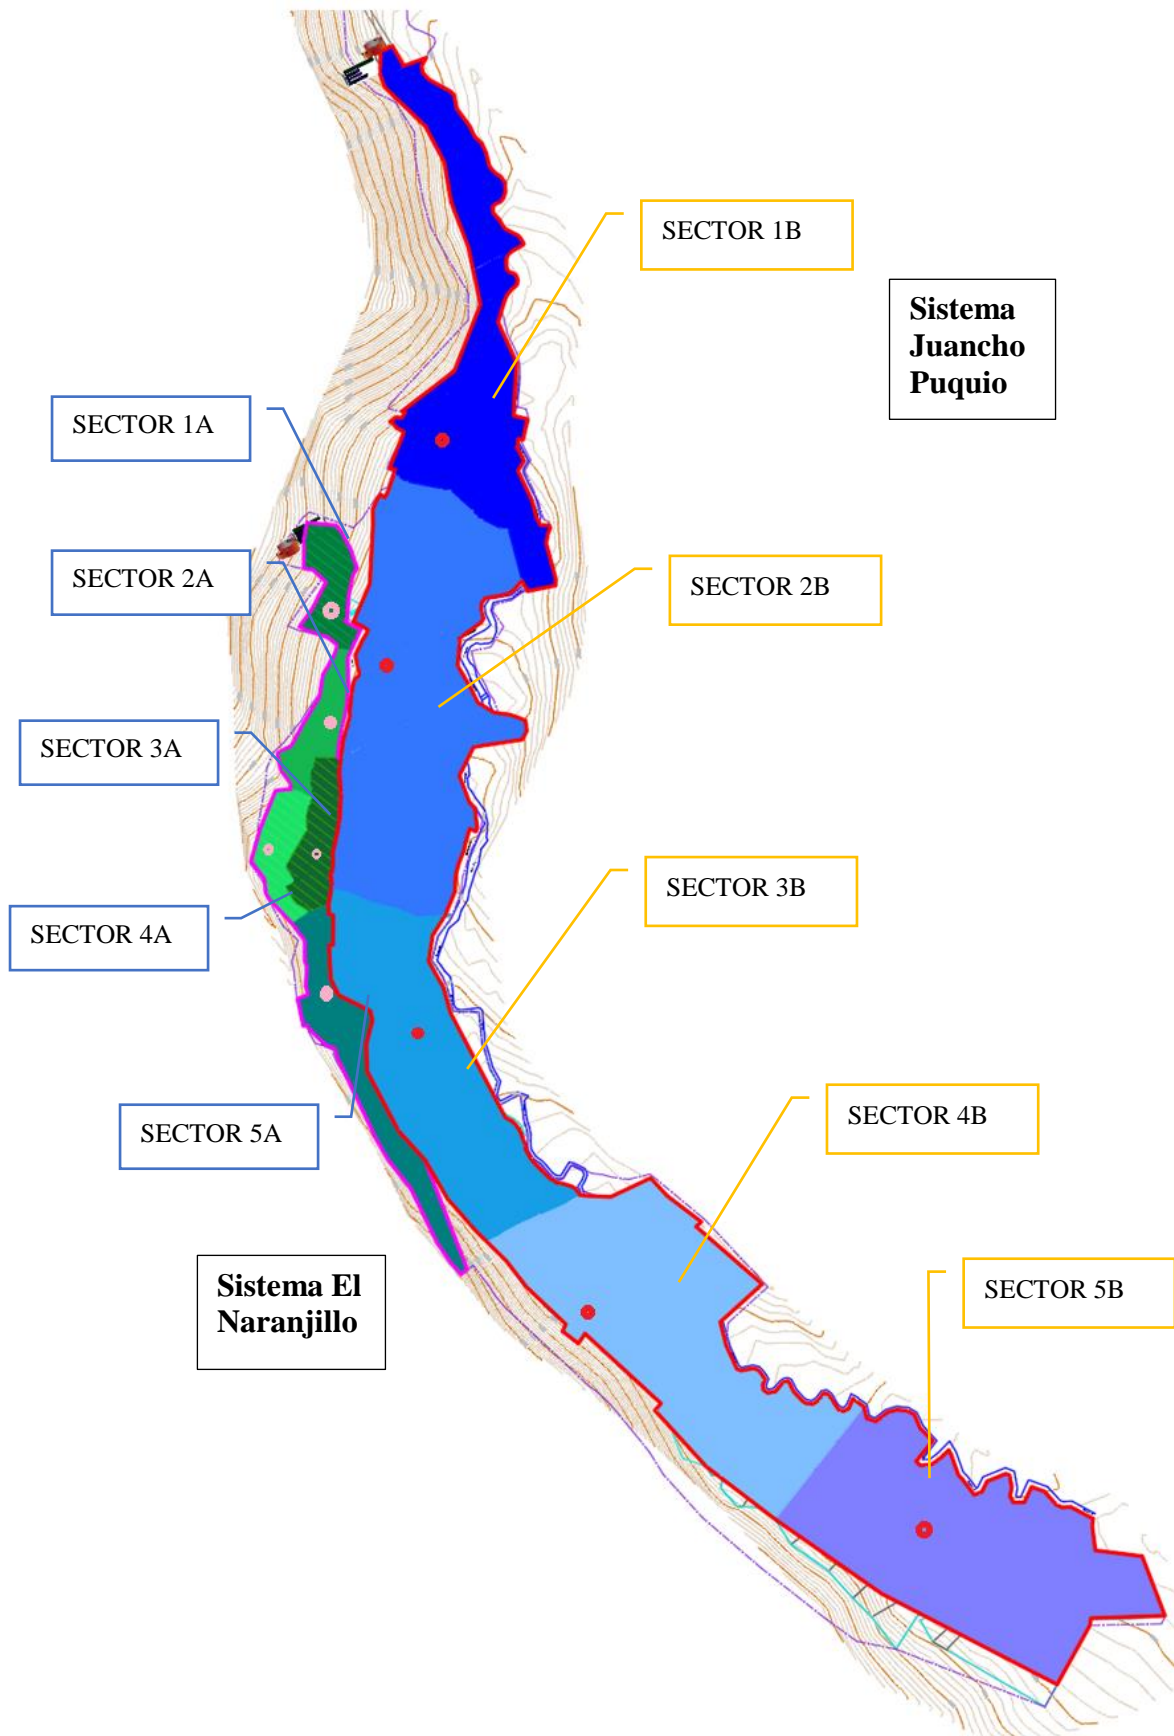 SECTOR 1B
Sistema
Juancho
Puquio
SECTOR 1A
SECTOR 2A
SECTOR 2B
SECTOR 3A
SECTOR 3B
SECTOR 4A
SECTOR 4B
SECTOR 5A
Sistema El
Naranjillo
SECTOR 5B